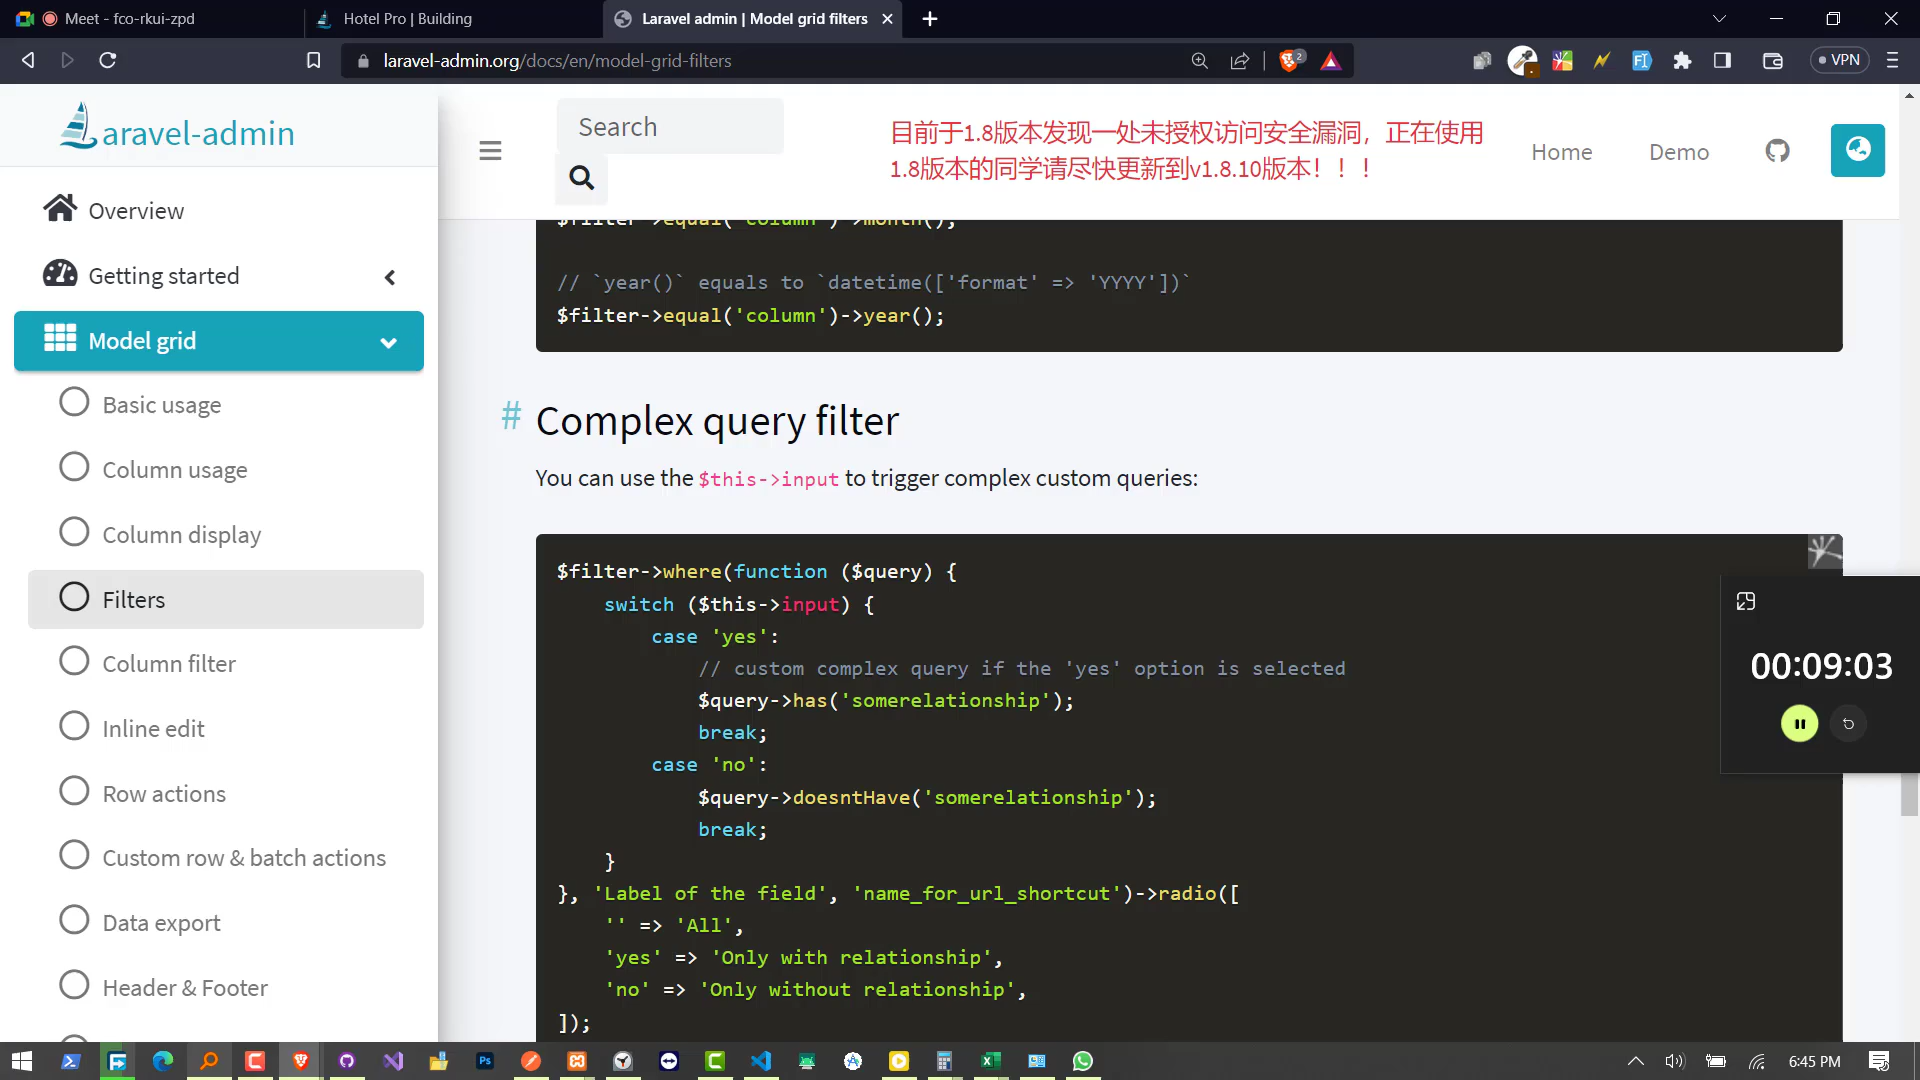 Meet - fco-rkui-zpd
Hotel Pro | Building
Laravel admin | Model grid filters
laravel-admin.org/docs/en/model-grid-filters
2
VPN
aravel-admin
Search
目前于1.8版本发现一处未授权访问安全漏洞，正在使用
1.8版本的同学请尽快更新到v1.8.10版本！！！
Home
Demo
Overview
Getting started
Model grid
Basic usage
Column usage
Column display
Filters
Column filter
Inline edit
Row actions
Custom row & batch actions
Data export
Header & Footer
$filter->equal('column')->month();
// `year()` equals to `datetime(['format' => 'YYYY'])`
$filter->equal('column')->year();
# Complex query filter
You can use the $this->input to trigger complex custom queries:
$filter->where(function ($query) {
switch ($this->input) {
case 'yes':
// custom complex query if the 'yes' option is selected
$query->has('somerelationship');
break;
case 'no':
$query->doesntHave('somerelationship');
break;
}
}, 'Label of the field', 'name_for_url_shortcut')->radio([
'' => 'All',
'yes' => 'Only with relationship',
'no' => 'Only without relationship',
]);
00:09:03
Ps
6:45 PM